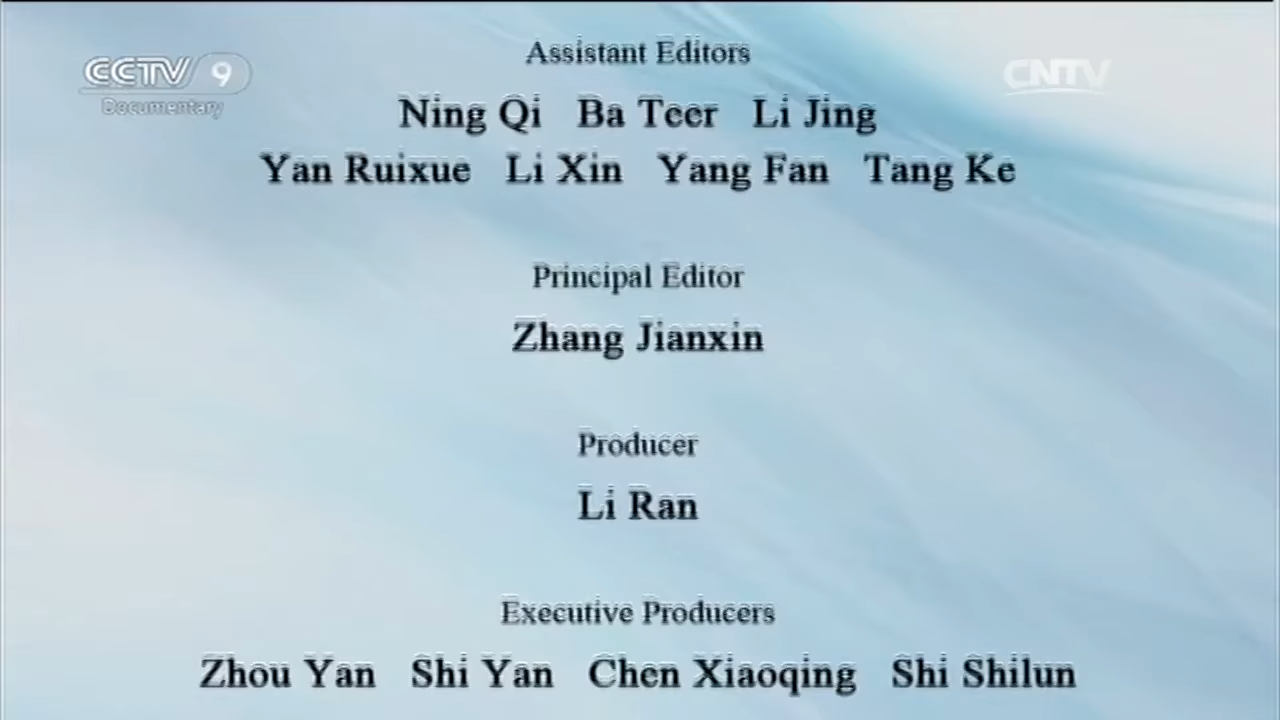 Assistant Editors
CCTV 9
Documentary
CNTV
Ning Qi Ba Teer Li Jing
Yan Ruixue Li Xin Yang Fan Tang Ke
Principal Editor
Zhang Jianxin
Producer
Li Ran
Executive Producers
Zhou Yan Shi Yan Chen Xiaoqing Shi Shilun